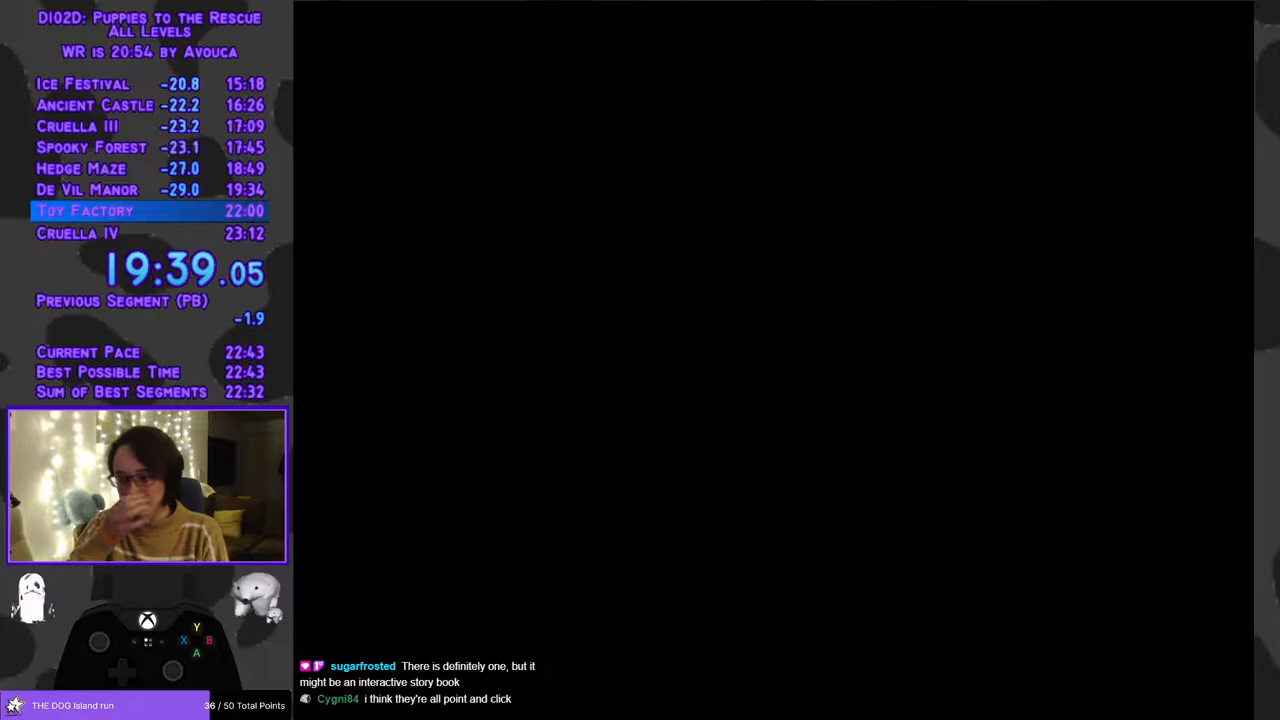 D102D: Puppies to the Rescue
All Levels
WR is 20:54 by Avouca
Ice Festival -20.8 15:18
Ancient Castle -22.2 16:26
Cruella III -23.2 17:09
Spooky Forest -23.1 17:45
Hedge Maze -27.0 18:49
De Vil Manor -29.0 19:34
Toy Factory 22:00
Cruella IV 23:12
19:39.05
Previous Segment (PB)
-1.9
Current Pace 22:43
Best Possible Time 22:43
Sum of Best Segments 22:32
Y
X B
A
THE DOG Island run 36 / 50 Total Points
sugarfrosted There is definitely one, but it
might be an interactive story book
Cygni84 i think they're all point and click